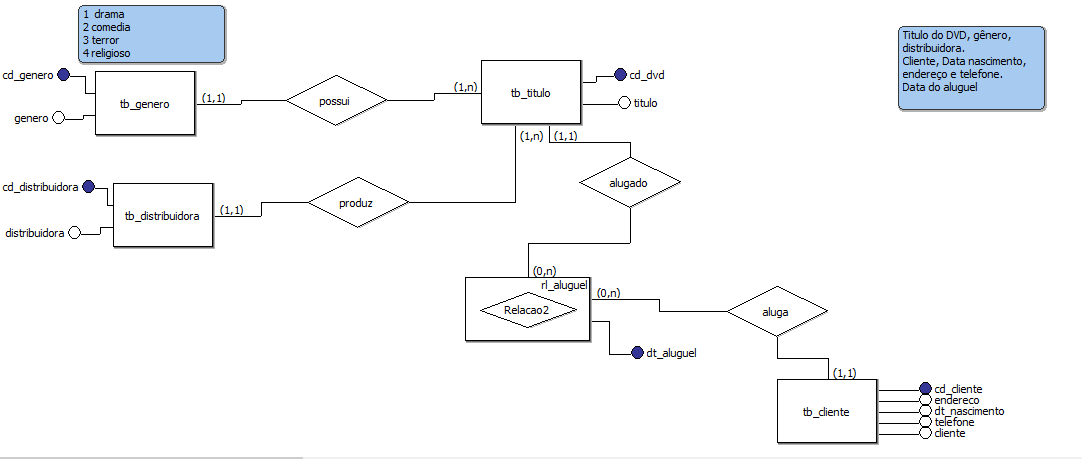 1 drama
2 comedia
3 terror
4 religioso
Titulo do DVD, gênero,
distribuidora.
Cliente, Data nascimento,
endereço e telefone.
Data do aluguel
cd_genero
genero
tb_genero
(1,1)
possui
(1,n)
tb_titulo
cd_dvd
titulo
(1,n)
(1,1)
cd_distribuidora
distribuidora
tb_distribuidora
(1,1)
produz
alugado
(0,n)
rl_aluguel
Relacao2
(0,n)
dt_aluguel
aluga
(1,1)
tb_cliente
cd_cliente
endereco
dt_nascimento
telefone
cliente